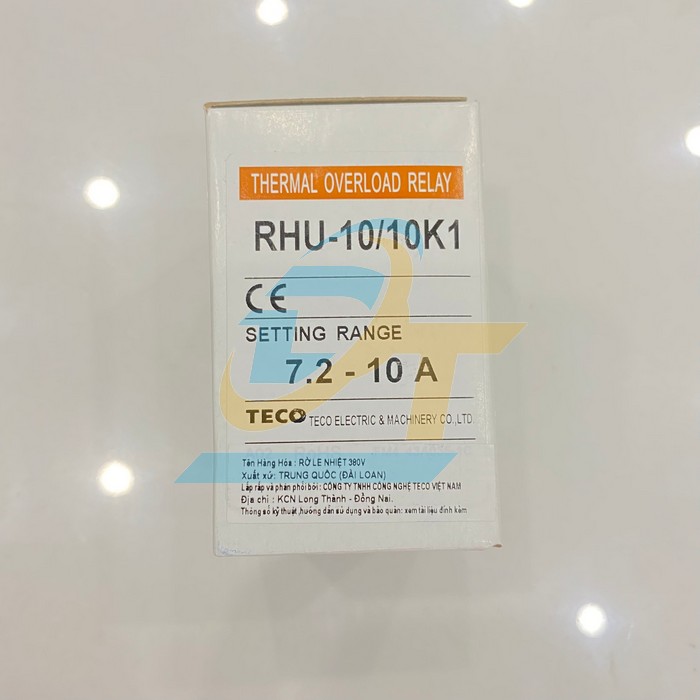 THERMAL OVERLOAD RELAY
RHU-10/10K1
CE
SETTING RANGE
7.2 - 10 A
TECO TECO ELECTRIC & MACHINERY CO.,LTD.
Tên Hàng Hóa : RỜ LE NHIỆT 380V
Xuất xứ: TRUNG QUỐC (ĐÀI LOAN)
Lắp ráp và phân phối bởi : CÔNG TY TNHH CÔNG NGHỆ TECO VIỆT NAM
Địa chỉ : KCN Long Thành - Đồng Nai.
Thông số kỹ thuật ,hướng dẫn sử dụng và bảo quản: xem tài liệu đính kèm